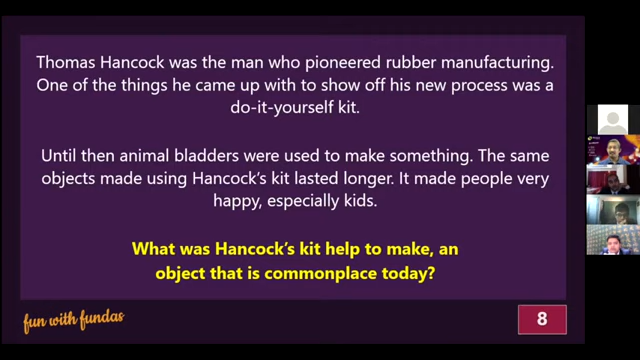 Thomas Hancock was the man who pioneered rubber manufacturing.
One of the things he came up with to show off his new process was a
do-it-yourself kit.
Until then animal bladders were used to make something. The same
objects made using Hancock's kit lasted longer. It made people very
happy, especially kids.
What was Hancock's kit help to make, an
object that is commonplace today?
fun with fundas
8